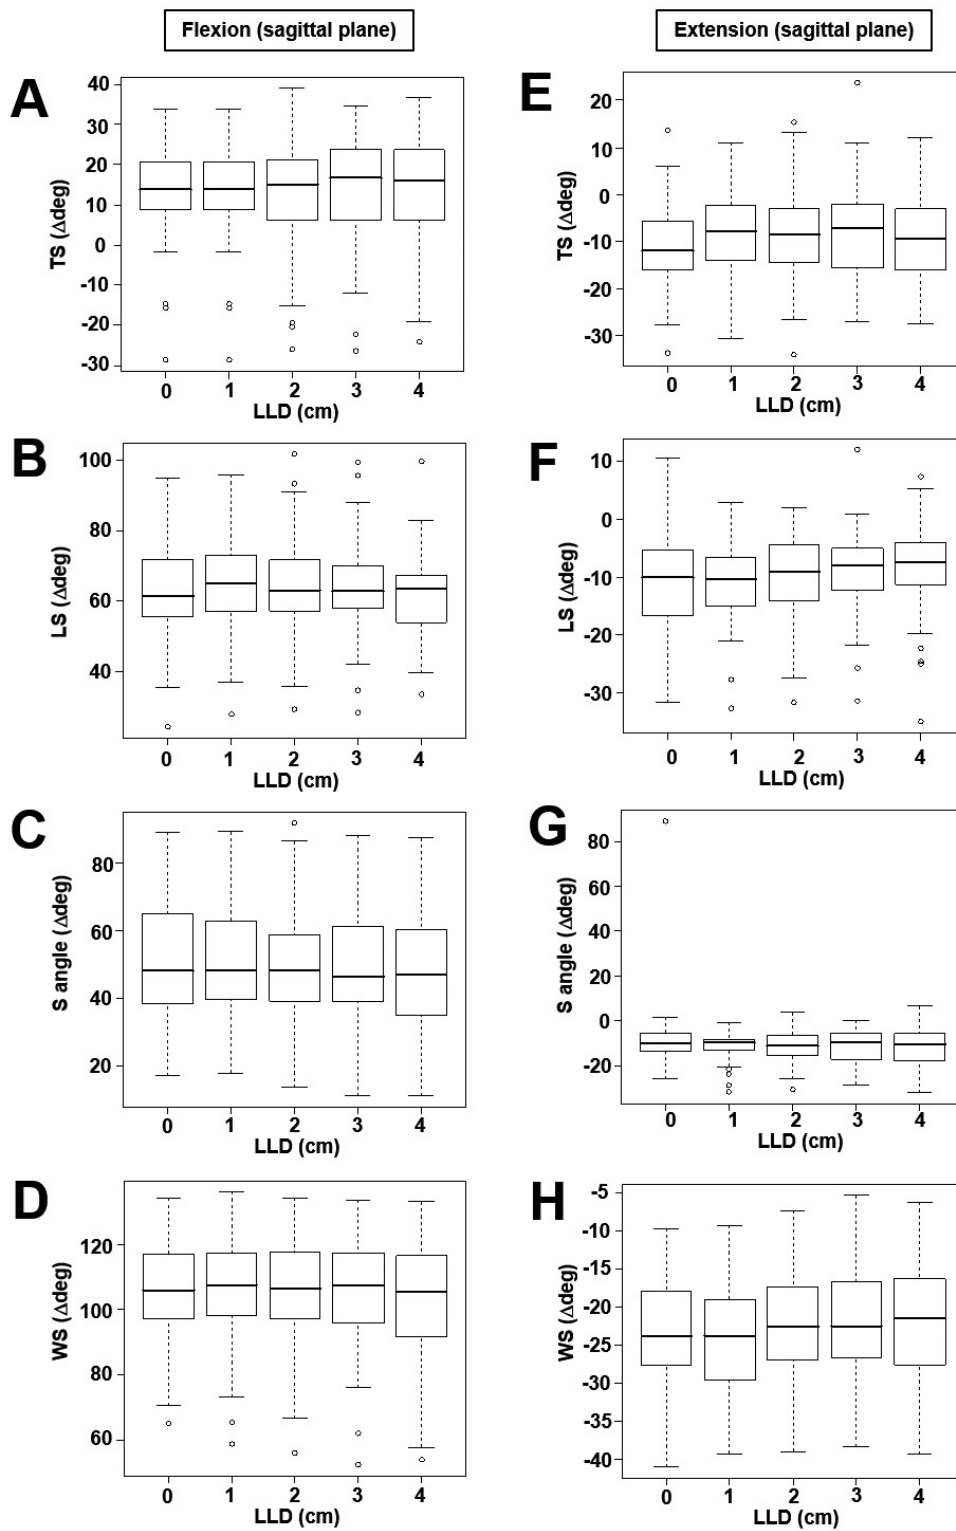 Flexion (sagittal plane)
Extension (sagittal plane)
A
TS (Δdeg)
40
30
20
10
0
-10
-20
-30
0 1 2 3 4
LLD (cm)
E
TS (Δdeg)
20
10
0
-10
-20
-30
0 1 2 3 4
LLD (cm)
B
LS (Δdeg)
100
80
60
40
0 1 2 3 4
LLD (cm)
F
LS (Δdeg)
10
0
-10
-20
-30
0 1 2 3 4
LLD (cm)
C
S angle (Δdeg)
80
60
40
20
0 1 2 3 4
LLD (cm)
G
S angle (Δdeg)
80
60
40
20
0
-20
0 1 2 3 4
LLD (cm)
D
WS (Δdeg)
120
100
80
60
0 1 2 3 4
LLD (cm)
H
WS (Δdeg)
-5
-10
-15
-20
-25
-30
-35
-40
0 1 2 3 4
LLD (cm)